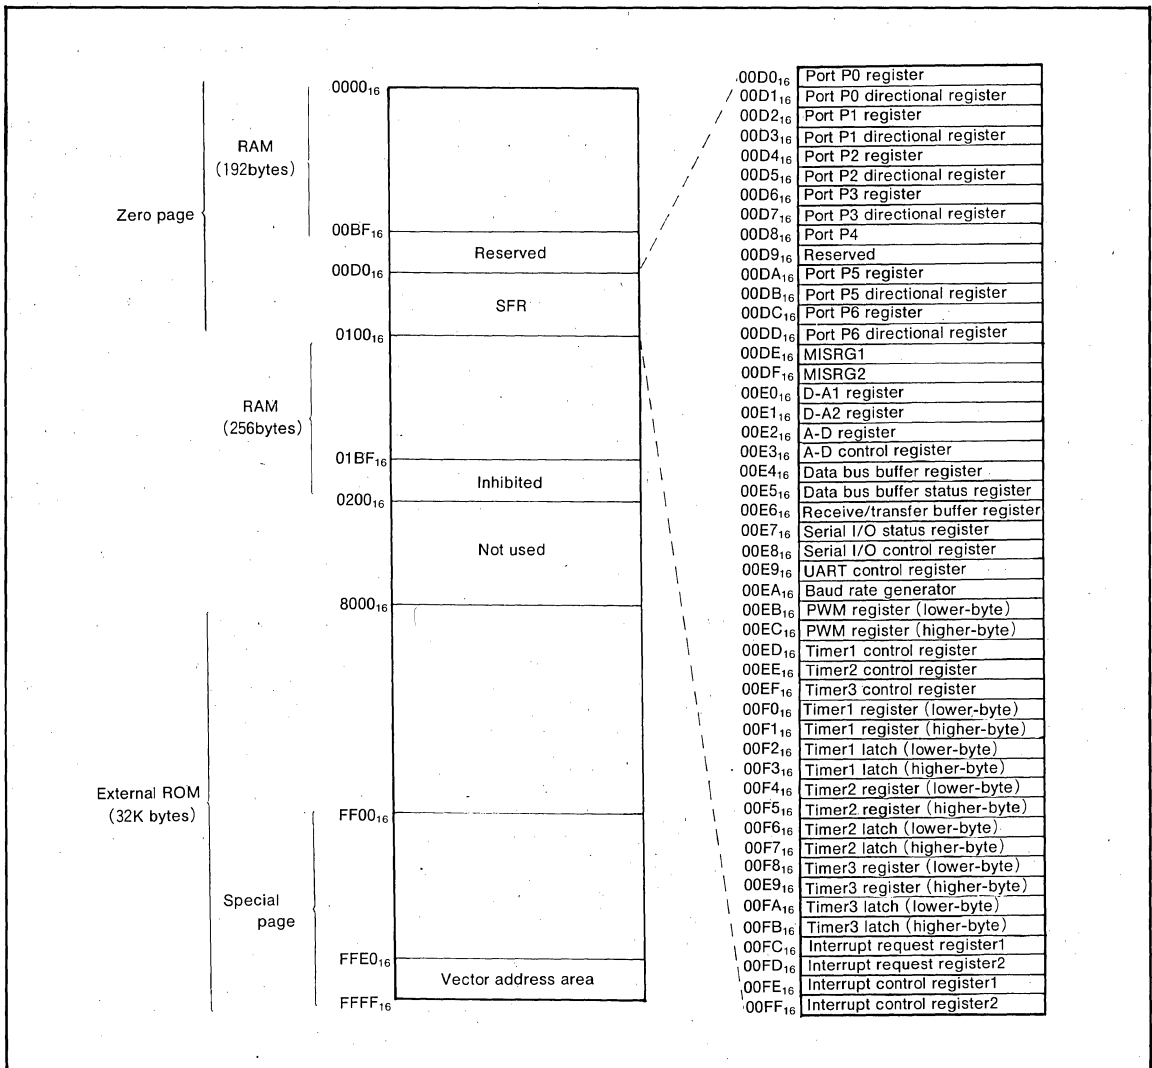 0000₁₆
RAM
(192bytes)
Zero page
00BF₁₆
Reserved
00D0₁₆
SFR
0100₁₆
RAM
(256bytes)
01BF₁₆
Inhibited
0200₁₆
Not used
8000₁₆
External ROM
(32K bytes)
FF00₁₆
Special
page
FFE0₁₆
Vector address area
FFFF₁₆
00D0₁₆ Port P0 register
00D1₁₆ Port P0 directional register
00D2₁₆ Port P1 register
00D3₁₆ Port P1 directional register
00D4₁₆ Port P2 register
00D5₁₆ Port P2 directional register
00D6₁₆ Port P3 register
00D7₁₆ Port P3 directional register
00D8₁₆ Port P4
00D9₁₆ Reserved
00DA₁₆ Port P5 register
00DB₁₆ Port P5 directional register
00DC₁₆ Port P6 register
00DD₁₆ Port P6 directional register
00DE₁₆ MISRG1
00DF₁₆ MISRG2
00E0₁₆ D-A1 register
00E1₁₆ D-A2 register
00E2₁₆ A-D register
00E3₁₆ A-D control register
00E4₁₆ Data bus buffer register
00E5₁₆ Data bus buffer status register
00E6₁₆ Receive/transfer buffer register
00E7₁₆ Serial I/O status register
00E8₁₆ Serial I/O control register
00E9₁₆ UART control register
00EA₁₆ Baud rate generator
00EB₁₆ PWM register (lower-byte)
00EC₁₆ PWM register (higher-byte)
00ED₁₆ Timer1 control register
00EE₁₆ Timer2 control register
00EF₁₆ Timer3 control register
00F0₁₆ Timer1 register (lower-byte)
00F1₁₆ Timer1 register (higher-byte)
00F2₁₆ Timer1 latch (lower-byte)
00F3₁₆ Timer1 latch (higher-byte)
00F4₁₆ Timer2 register (lower-byte)
00F5₁₆ Timer2 register (higher-byte)
00F6₁₆ Timer2 latch (lower-byte)
00F7₁₆ Timer2 latch (higher-byte)
00F8₁₆ Timer3 register (lower-byte)
00E9₁₆ Timer3 register (higher-byte)
00FA₁₆ Timer3 latch (lower-byte)
00FB₁₆ Timer3 latch (higher-byte)
00FC₁₆ Interrupt request register1
00FD₁₆ Interrupt request register2
00FE₁₆ Interrupt control register1
00FF₁₆ Interrupt control register2